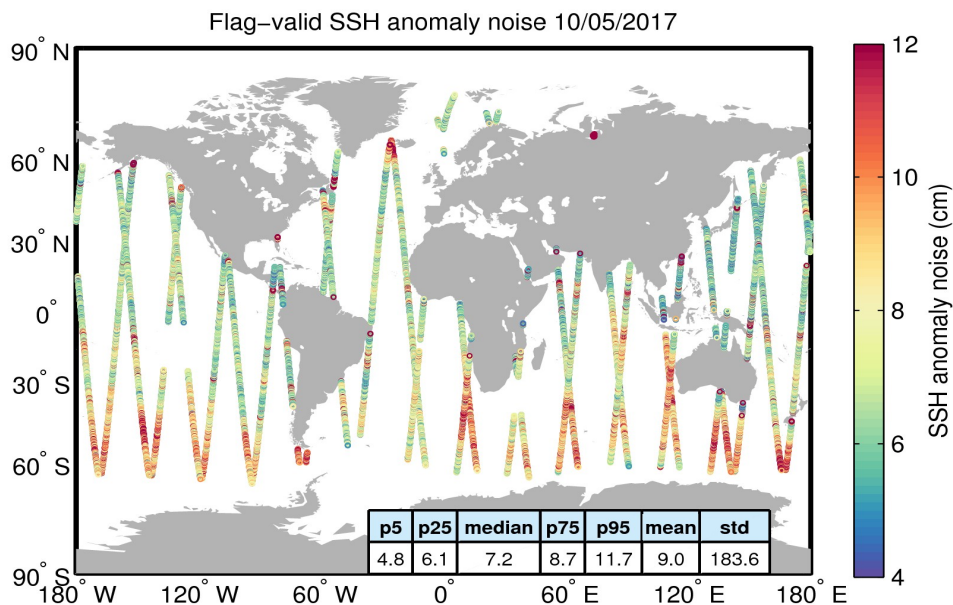 Flag−valid SSH anomaly noise 10/05/2017
90° N
60° N
30° N
0°
30° S
60° S
90° S
180° W
120° W
60° W
0°
60° E
120° E
180° E
p5 p25 median p75 p95 mean std
4.8 6.1 7.2 8.7 11.7 9.0 183.6
12
10
8
6
4
SSH anomaly noise (cm)